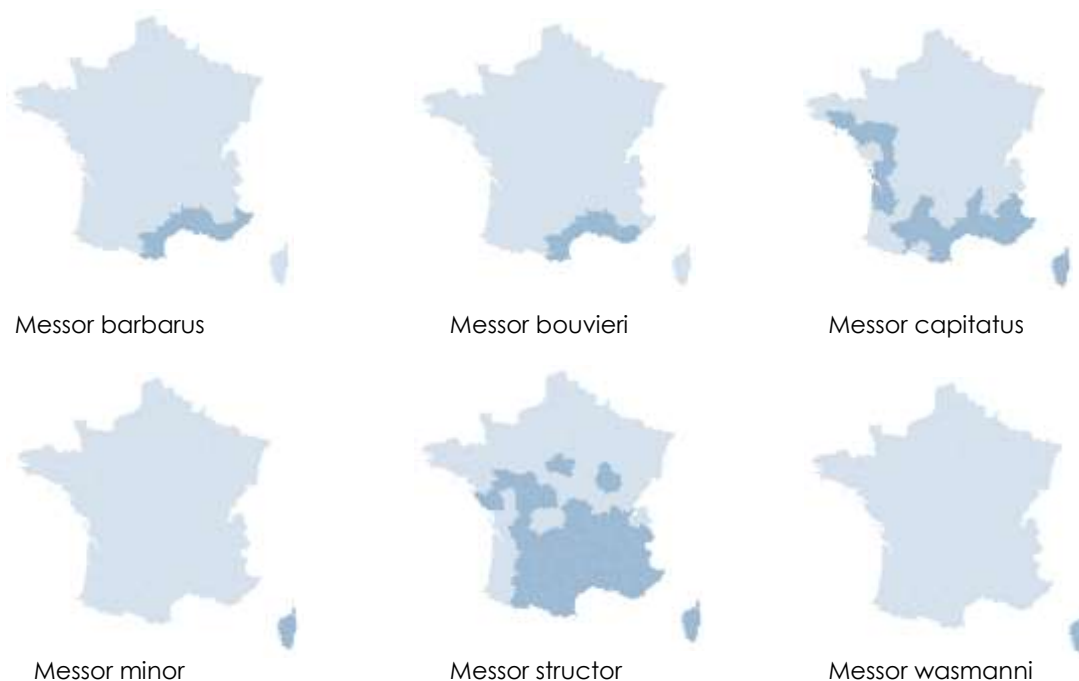 Messor barbarus
Messor bouvieri
Messor capitatus
Messor minor
Messor structor
Messor wasmanni